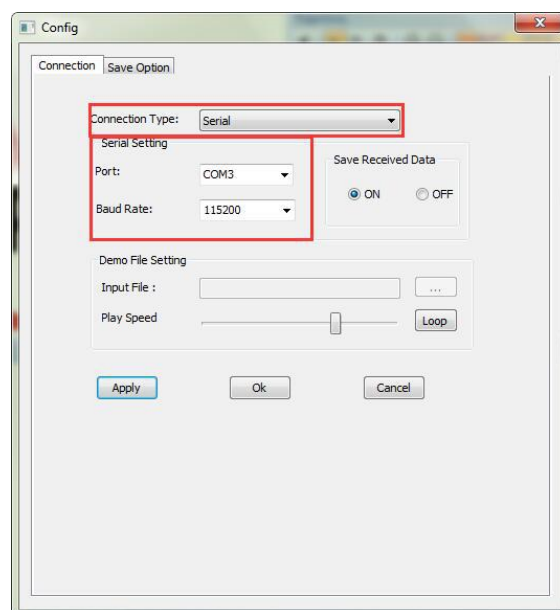 Config
Connection Save Option
Connection Type: Serial
Serial Setting
Port: COM3
Baud Rate: 115200
Save Received Data
ON OFF
Demo File Setting
Input File : ...
Play Speed Loop
Apply Ok Cancel